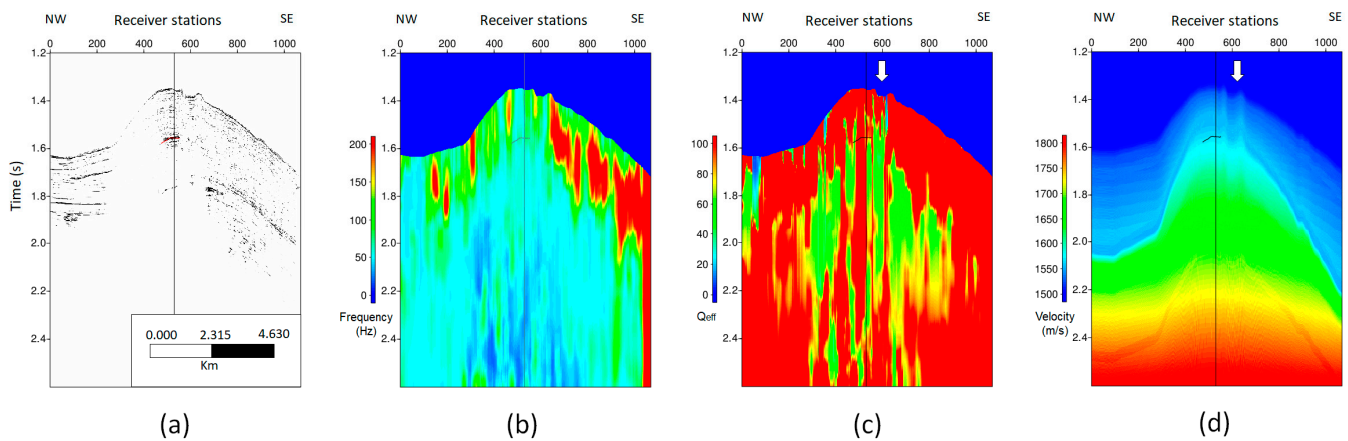 NW Receiver stations SE
0 200 400 600 800 1000
1.2
1.4
1.6
1.8
2.0
2.2
2.4
Time (s)
0.000 2.315 4.630
Km
(a)
Receiver stations
0 200 400 600 800 1000
1.2
1.4
1.6
1.8
2.0
2.2
2.4
200
150
100
50
0
Frequency
(Hz)
(b)
NW Receiver stations SE
0 200 400 600 800 1000
1.2
1.4
1.6
1.8
2.0
2.2
2.4
100
80
60
40
20
0
Qeff
(c)
NW Receiver stations SE
0 200 400 600 800 1000
1.2
1.4
1.6
1.8
2.0
2.2
2.4
1800
1750
1700
1650
1600
1550
1500
Velocity
(m/s)
(d)